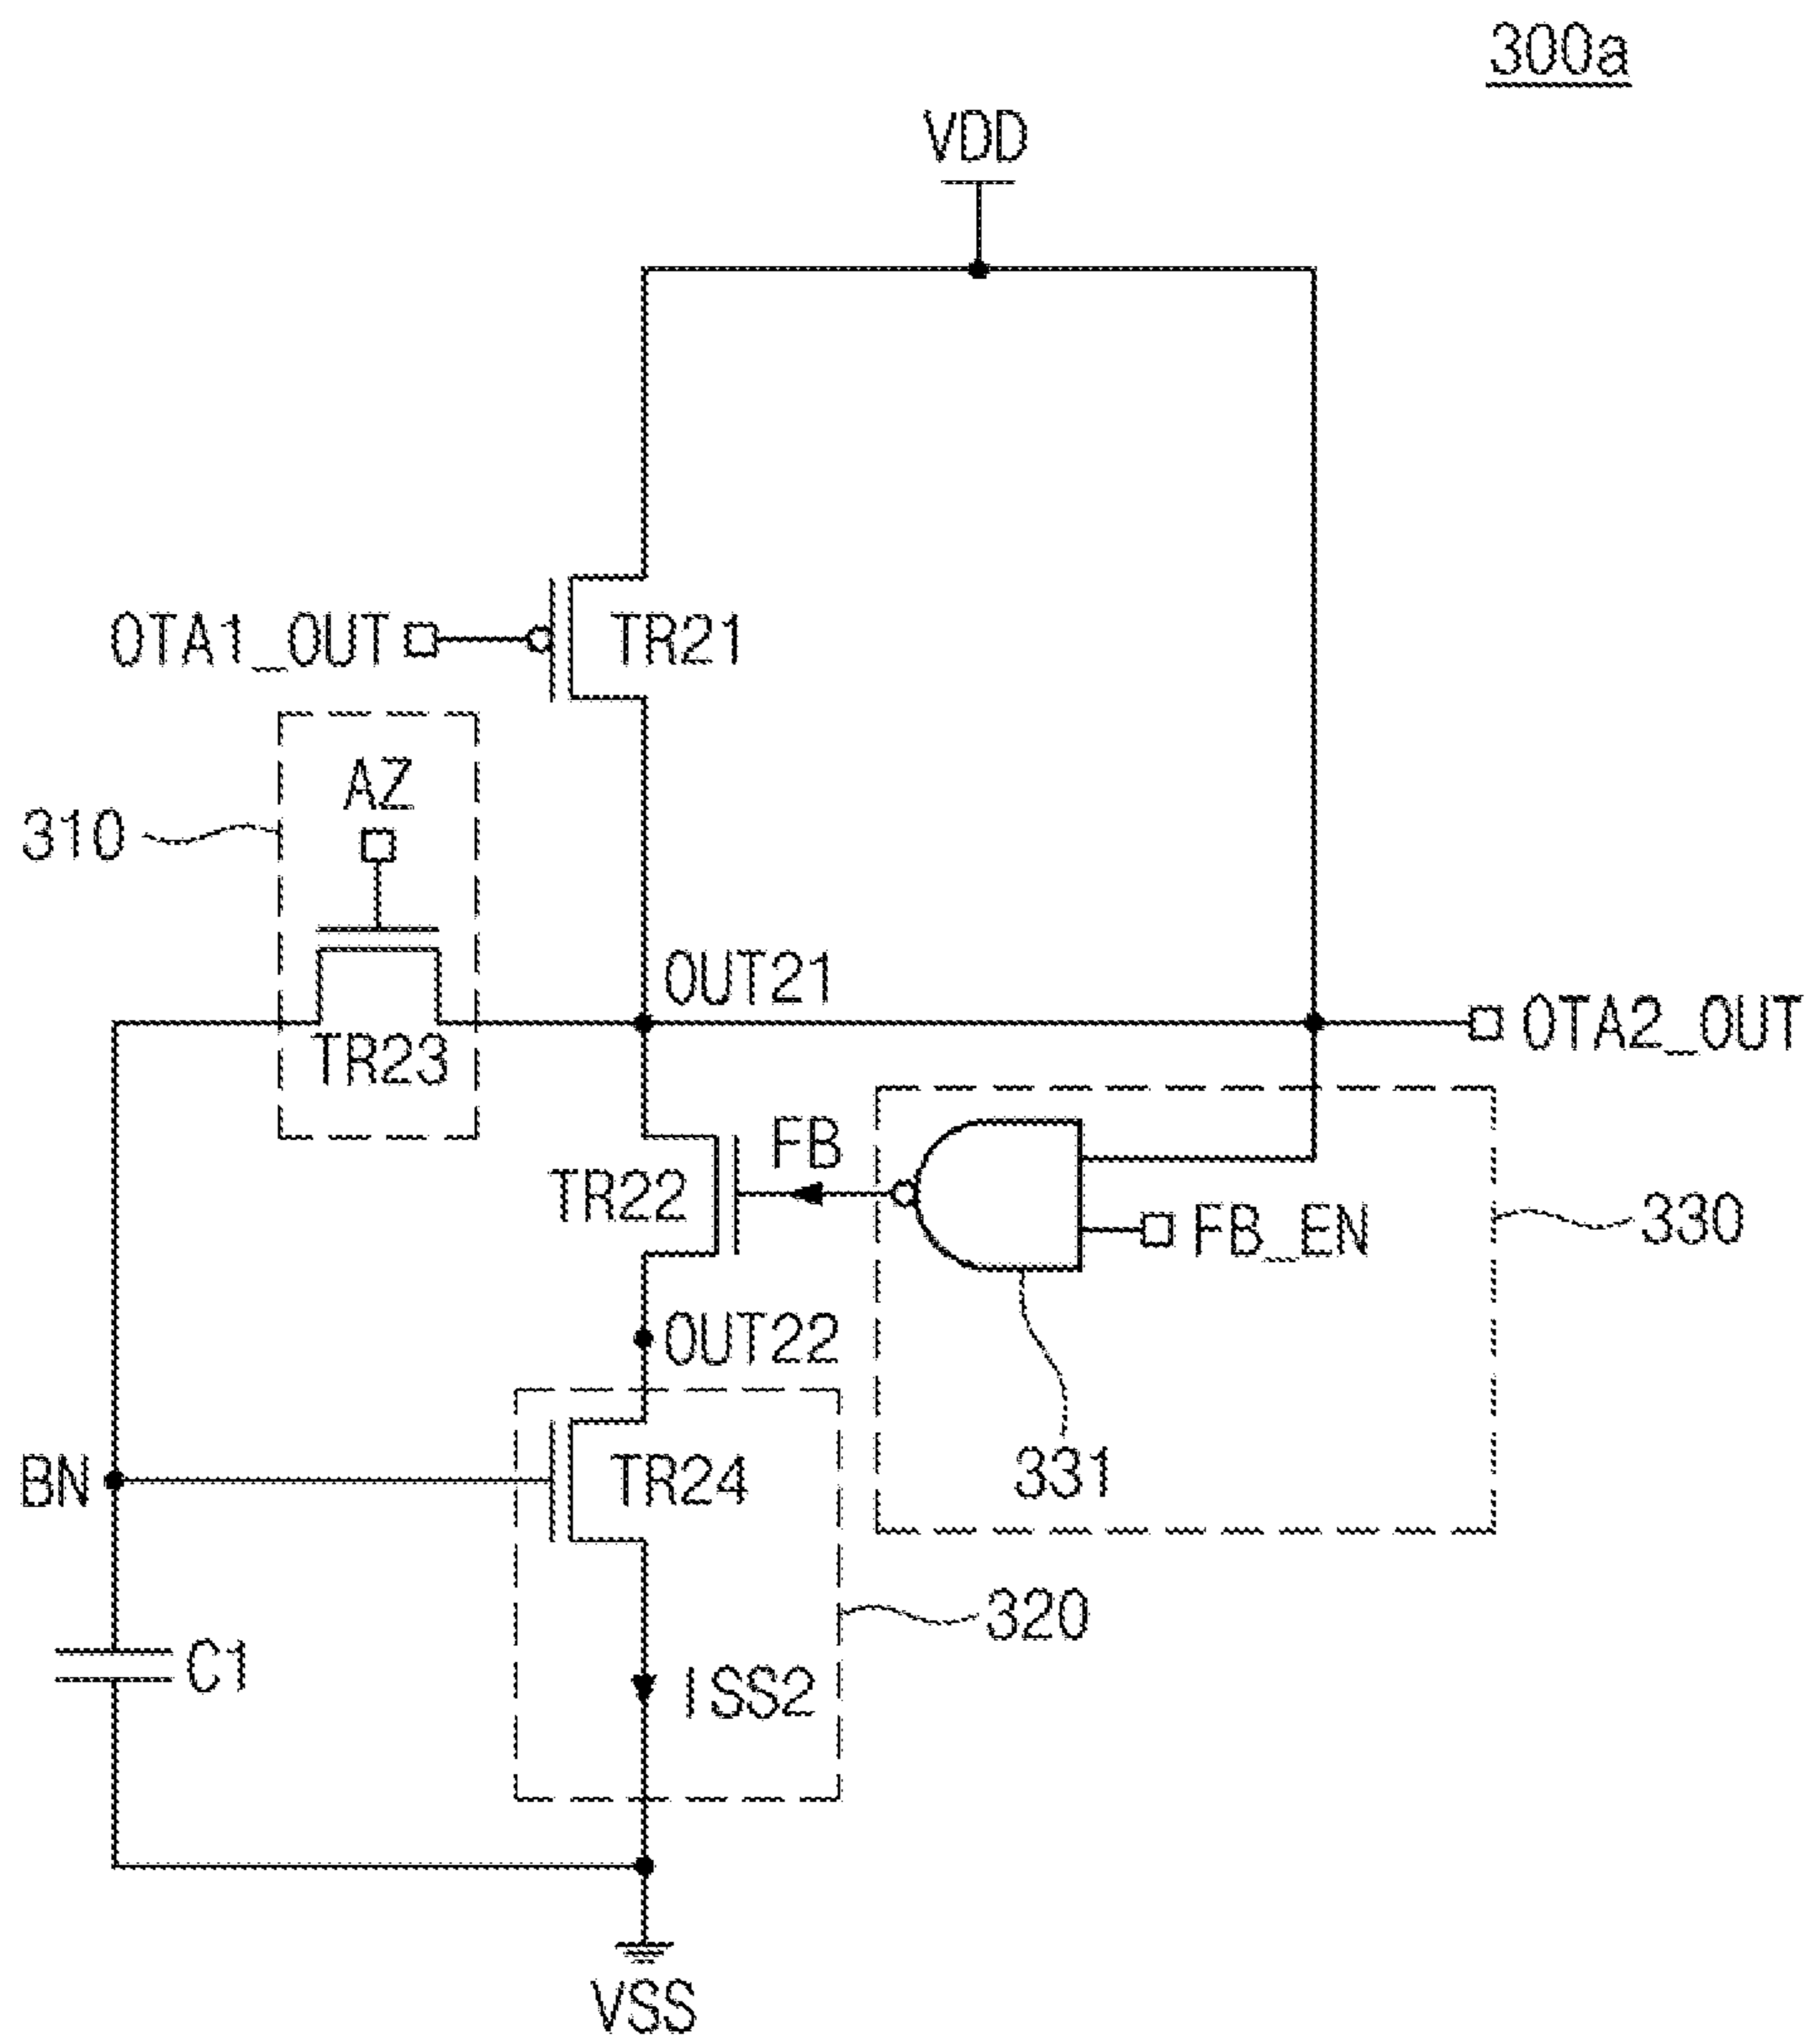 300a
VDD
OTA1_OUT
TR21
AZ
310
OUT21
OTA2_OUT
TR23
FB
TR22
FB_EN
330
OUT22
BN
TR24
331
320
C1
ISS2
VSS